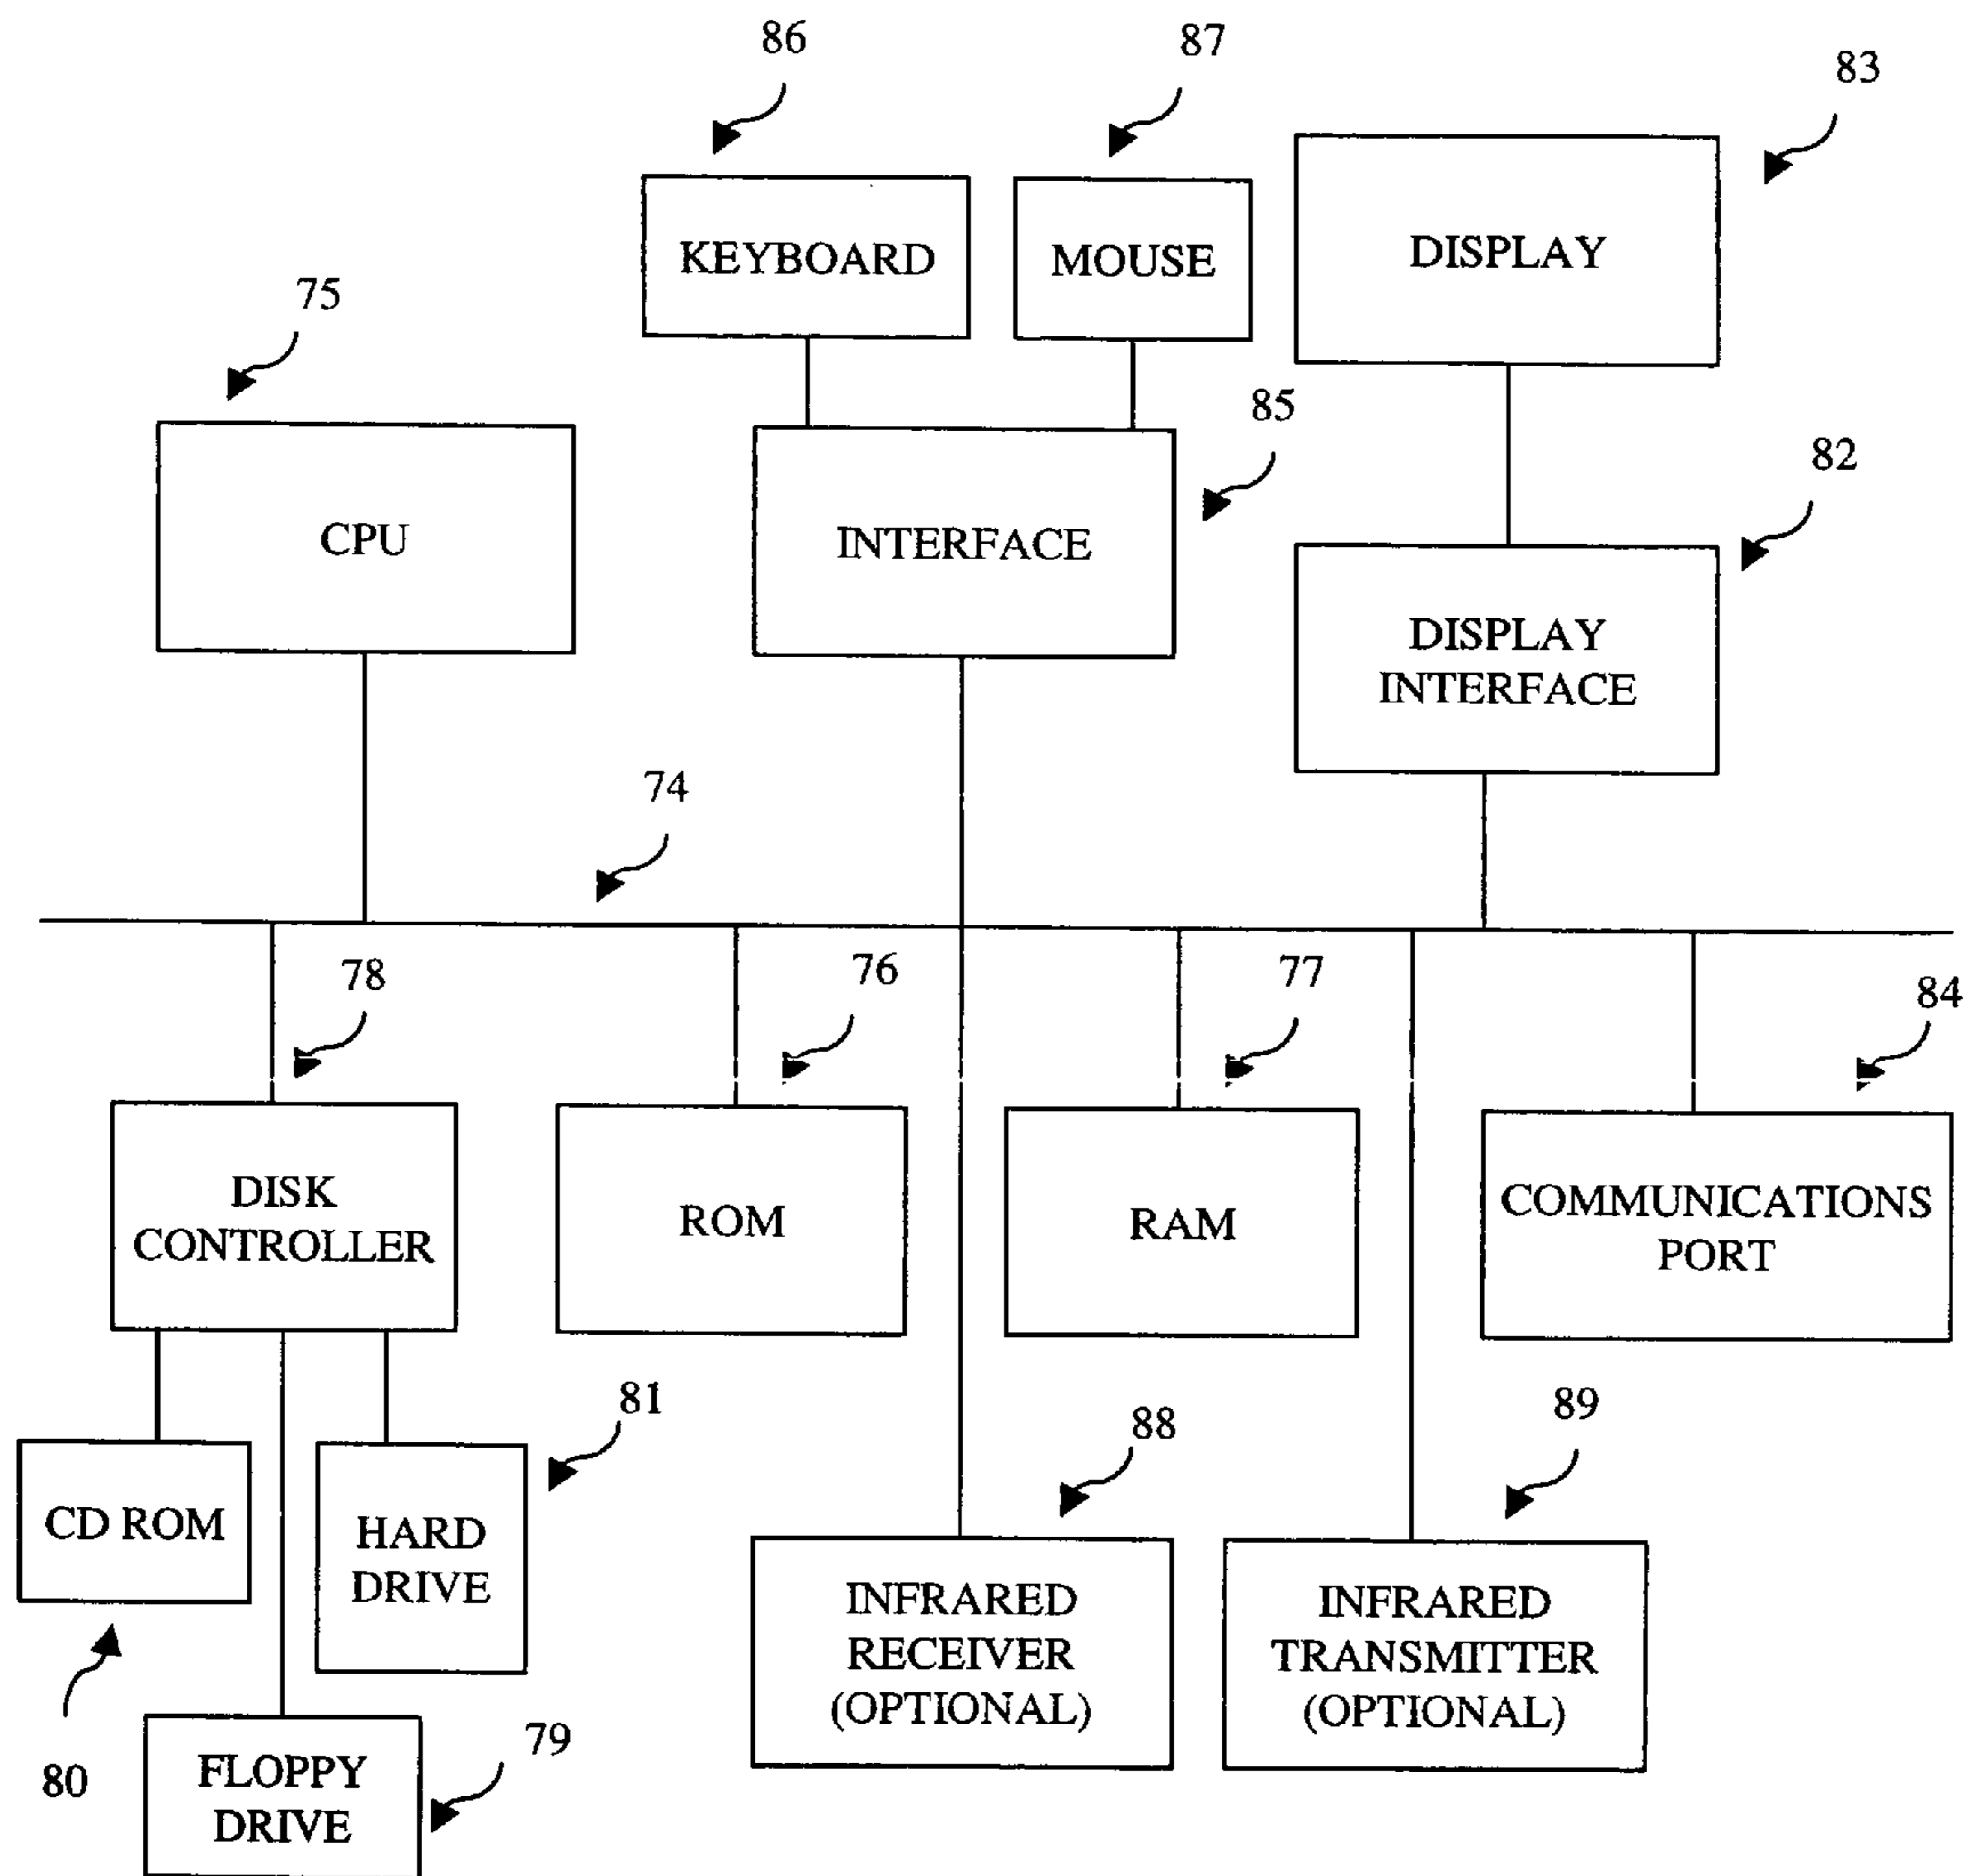 86
87
83
KEYBOARD
MOUSE
DISPLAY
75
85
82
CPU
INTERFACE
DISPLAY
INTERFACE
74
78
76
77
84
DISK
CONTROLLER
ROM
RAM
COMMUNICATIONS
PORT
81
88
89
CD ROM
HARD
DRIVE
INFRARED
RECEIVER
(OPTIONAL)
INFRARED
TRANSMITTER
(OPTIONAL)
80
FLOPPY
DRIVE
79